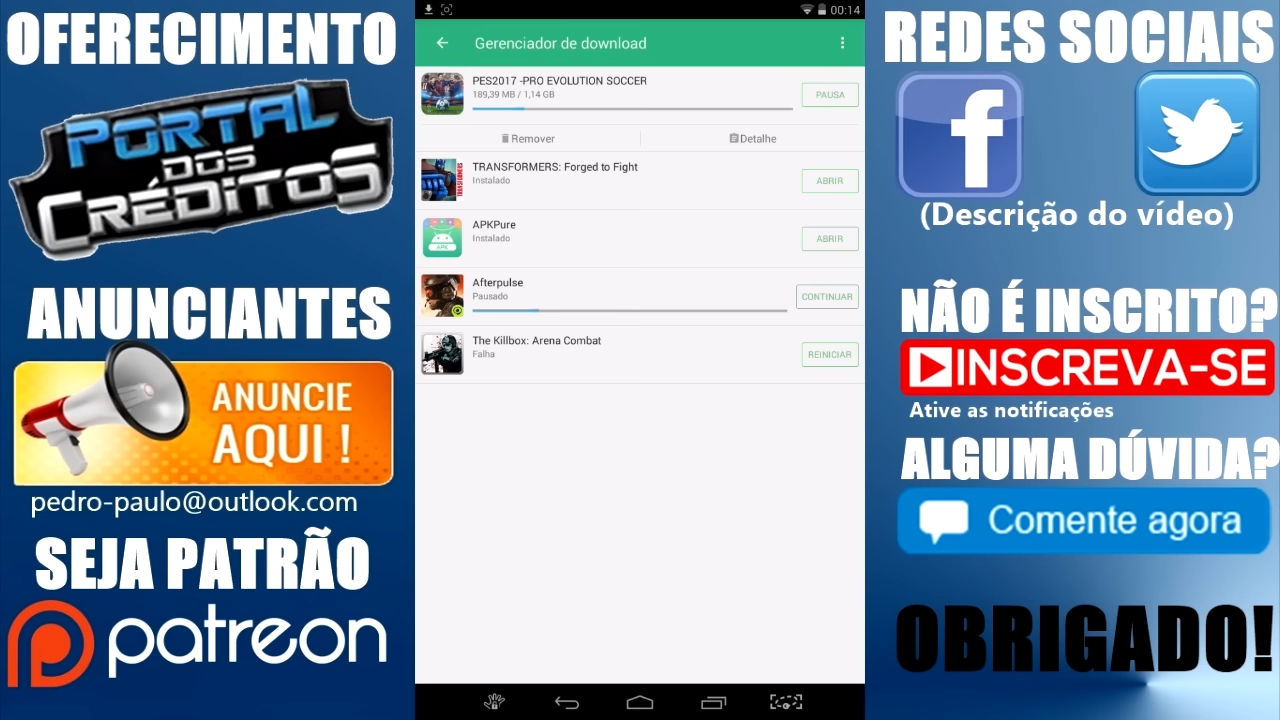 OFERECIMENTO
PORTAL
DOS
CRÉDITOS
ANUNCIANTES
ANUNCIE
AQUI !
pedro-paulo@outlook.com
SEJA PATRÃO
patreon
00:14
Gerenciador de download
PES2017 -PRO EVOLUTION SOCCER
189,39 MB / 1,14 GB
PAUSA
Remover
Detalhe
TRANSFORMERS: Forged to Fight
Instalado
ABRIR
TRANSFORMERS
APKPure
Instalado
ABRIR
APK
Afterpulse
Pausado
CONTINUAR
The Killbox: Arena Combat
Falha
REINICIAR
REDES SOCIAIS
f
(Descrição do vídeo)
NÃO É INSCRITO?
INSCREVA-SE
Ative as notificações
ALGUMA DÚVIDA?
Comente agora
OBRIGADO!